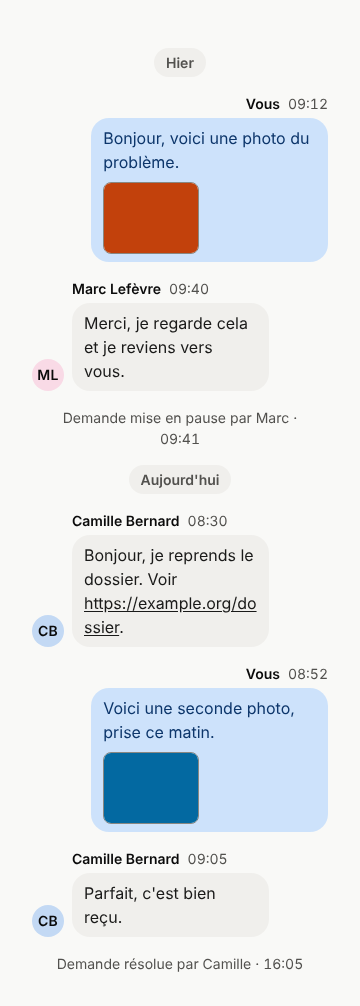 Hier
Vous 09:12
Bonjour, voici une photo du
problème.
Marc Lefèvre 09:40
Merci, je regarde cela
et je reviens vers
vous.
ML
Demande mise en pause par Marc ·
09:41
Aujourd'hui
Camille Bernard 08:30
Bonjour, je reprends le
dossier. Voir
https://example.org/do
ssier.
CB
Vous 08:52
Voici une seconde photo,
prise ce matin.
Camille Bernard 09:05
Parfait, c'est bien
reçu.
CB
Demande résolue par Camille · 16:05